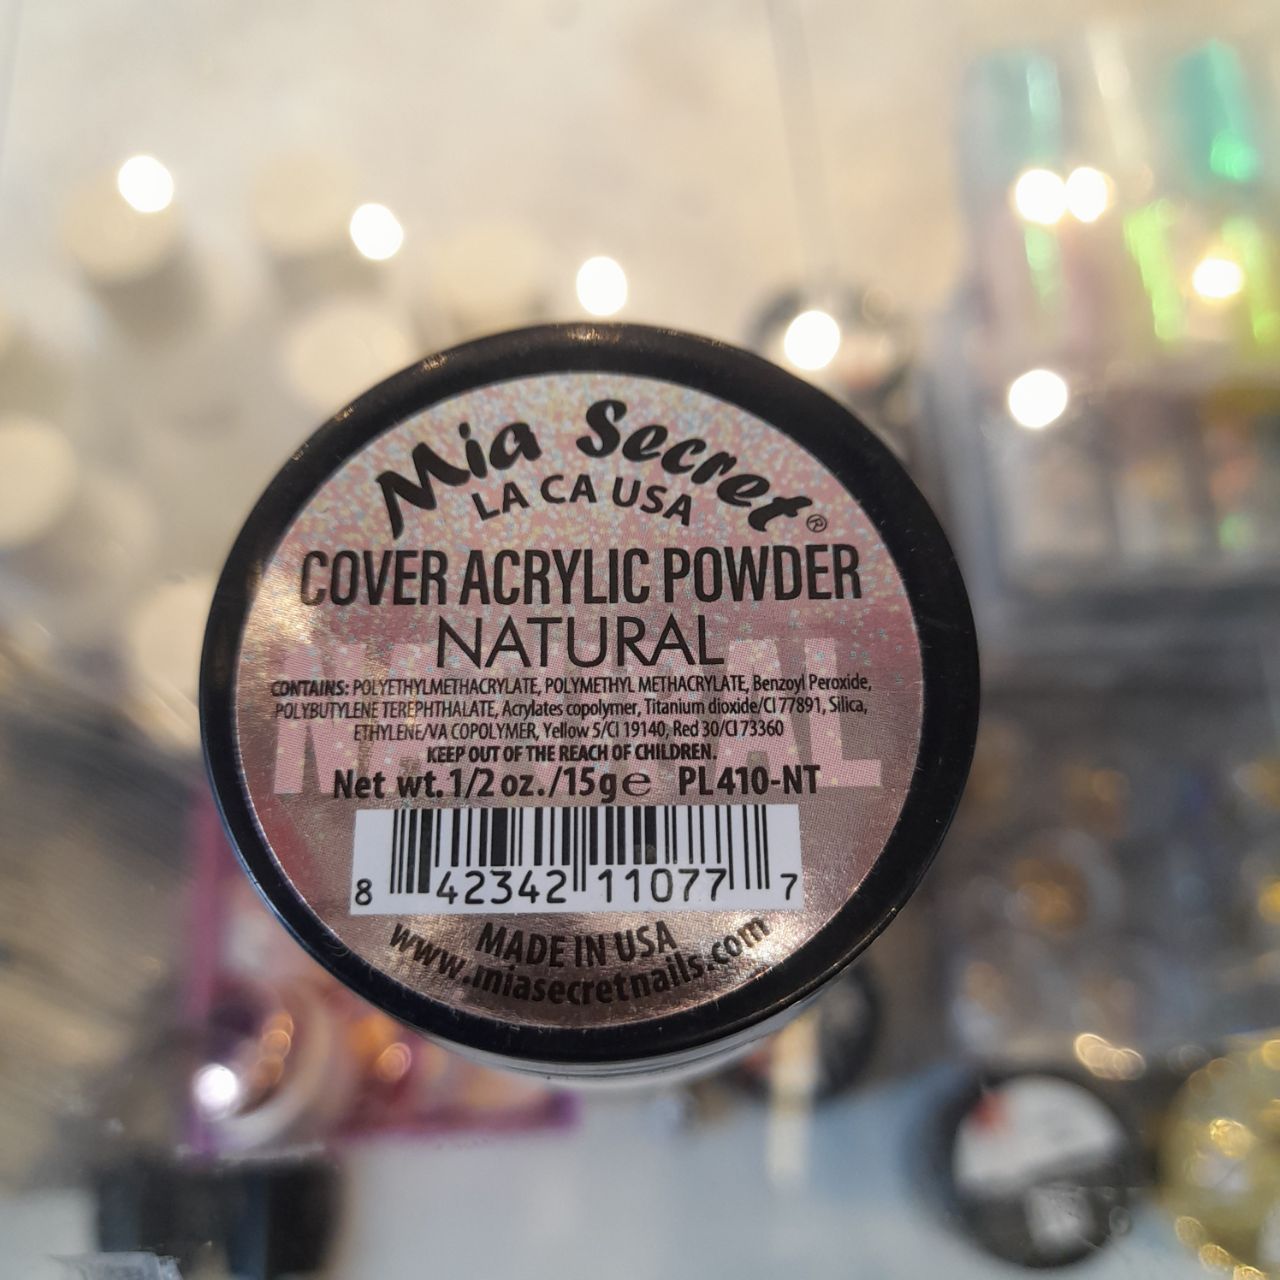 Mia Secret®
LA CA USA
COVER ACRYLIC POWDER
NATURAL
NATURAL
CONTAINS: POLYETHYLMETHACRYLATE, POLYMETHYL METHACRYLATE, Benzoyl Peroxide,
POLYBUTYLENE TEREPHTHALATE, Acrylates copolymer, Titanium dioxide/CI 77891, Silica,
ETHYLENE/VA COPOLYMER, Yellow 5/CI 19140, Red 30/CI 73360
KEEP OUT OF THE REACH OF CHILDREN.
Net wt. 1/2 oz./15g℮ PL410-NT
8 42342 11077 7
MADE IN USA
www.miasecretnails.com